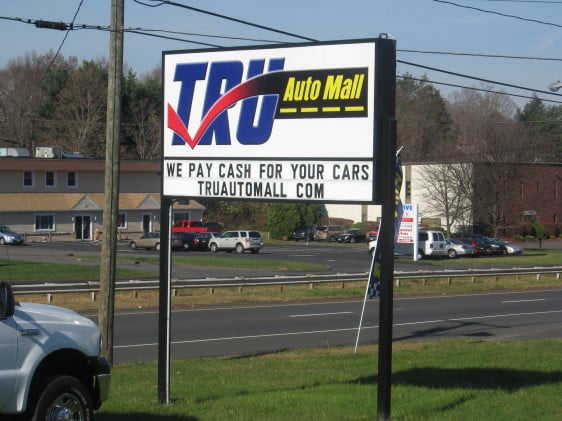 TRU Auto Mall
WE PAY CASH FOR YOUR CARS
TRUAUTOMALL COM